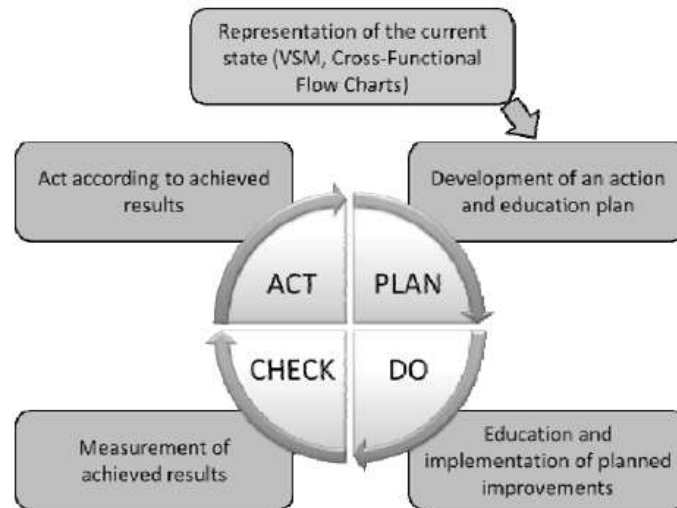 Representation of the current
state (VSM, Cross-Functional
Flow Charts)
Act according to achieved
results
Development of an action
and education plan
ACT
PLAN
CHECK
DO
Measurement of
achieved results
Education and
implementation of planned
improvements